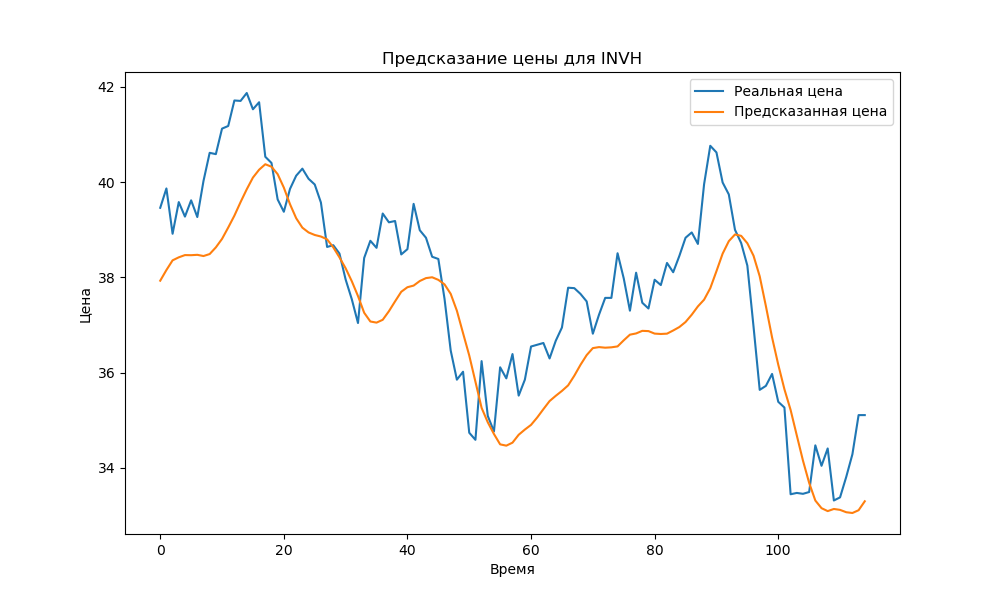 Предсказание цены для INVH
Реальная цена
Предсказанная цена
42
40
38
36
34
Цена
0 20 40 60 80 100
Время